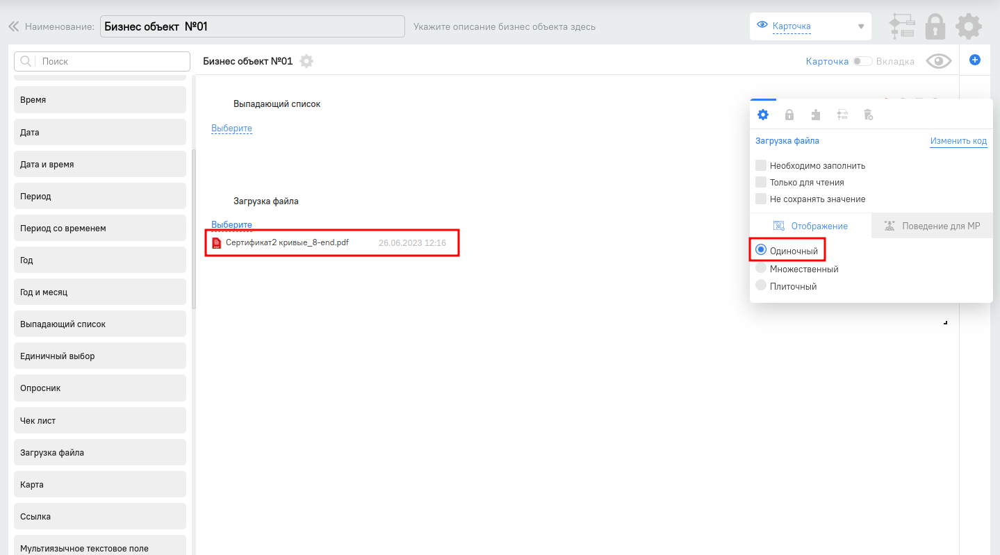 Наименование: Бизнес объект №01 Укажите описание бизнес объекта здесь Карточка
Поиск
Бизнес объект №01 Карточка Вкладка
Время
Дата
Дата и время
Период
Период со временем
Год
Год и месяц
Выпадающий список
Единичный выбор
Опросник
Чек лист
Загрузка файла
Карта
Ссылка
Мультиязычное текстовое поле
Выпадающий список
Выберите
Загрузка файла
Выберите
Сертификат2 кривые_8-end.pdf 26.06.2023 12:16
Загрузка файла Изменить код
Необходимо заполнить
Только для чтения
Не сохранять значение
Отображение Поведение для МР
Одиночный
Множественный
Плиточный